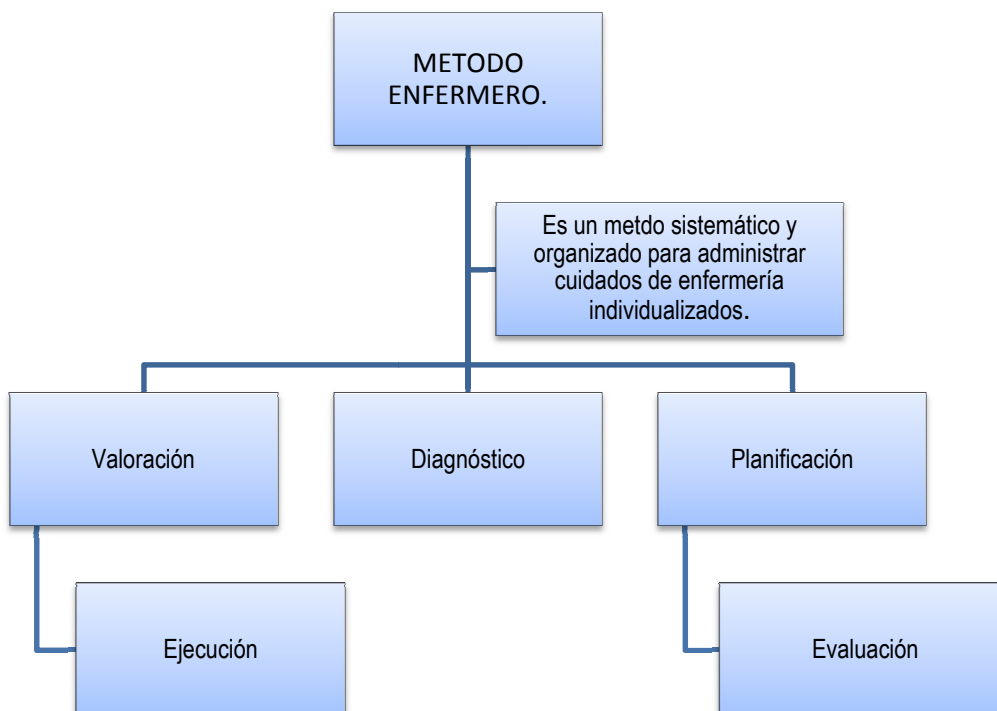 METODO
ENFERMERO.
Es un metdo sistemático y
organizado para administrar
cuidados de enfermería
individualizados.
Valoración
Diagnóstico
Planificación
Ejecución
Evaluación